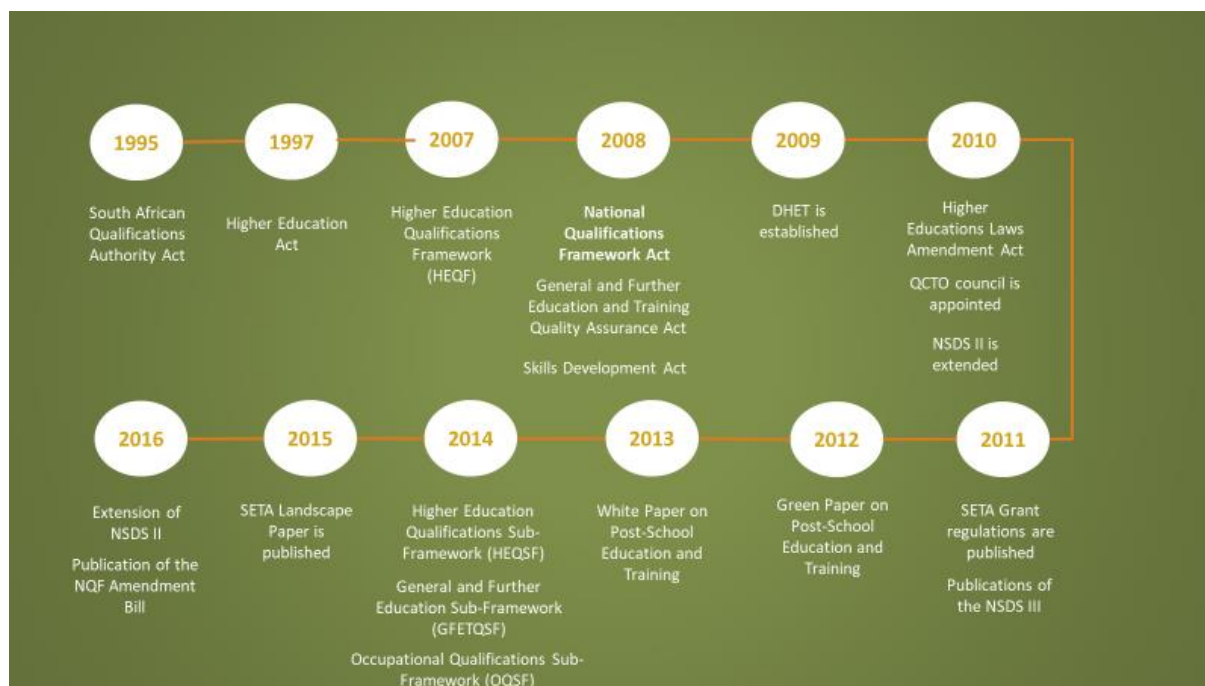 1995
South African
Qualifications
Authority Act
1997
Higher Education
Act
2007
Higher Education
Qualifications
Framework
(HEQF)
2008
National
Qualifications
Framework Act
General and Further
Education and Training
Quality Assurance Act
Skills Development Act
2009
DHET is
established
2010
Higher
Educations Laws
Amendment Act
QCTO council is
appointed
NSDS II is
extended
2011
SETA Grant
regulations are
published
Publications of
the NSDS III
2012
Green Paper on
Post-School
Education and
Training
2013
White Paper on
Post-School
Education and
Training
2014
Higher Education
Qualifications Sub-
Framework (HEQSF)
General and Further
Education Sub-Framework
(GFETQSF)
Occupational Qualifications Sub-
Framework (OQSF)
2015
SETA Landscape
Paper is
published
2016
Extension of
NSDS II
Publication of the
NQF Amendment
Bill